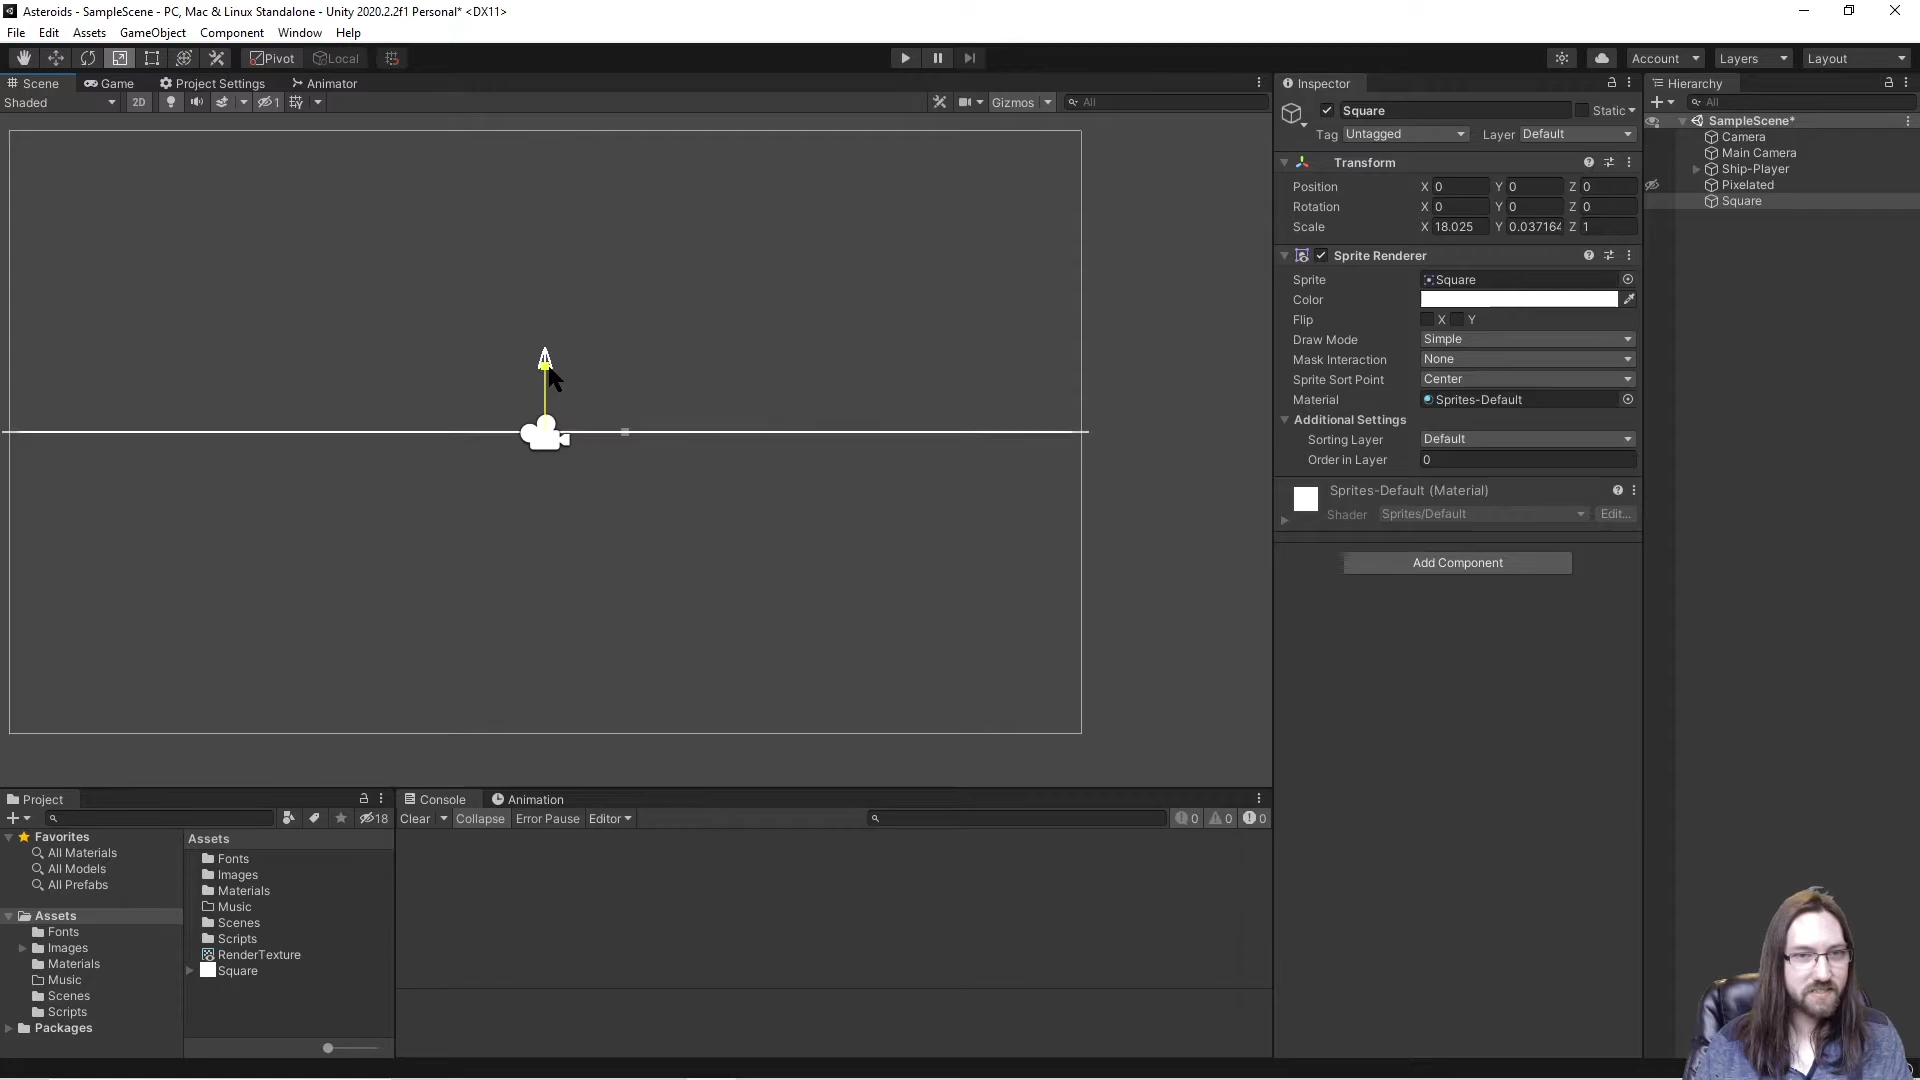 Asteroids - SampleScene - PC, Mac & Linux Standalone - Unity 2020.2.2f1 Personal* <DX11>
File Edit Assets GameObject Component Window Help
Pivot Local Account Layers Layout
Scene Game Project Settings Animator
Shaded 2D 1 Gizmos All
Inspector
Square Static
Tag Untagged Layer Default
Transform
Position X 0 Y 0 Z 0
Rotation X 0 Y 0 Z 0
Scale X 18.025 Y 0.037164 Z 1
Sprite Renderer
Sprite Square
Color
Flip X Y
Draw Mode Simple
Mask Interaction None
Sprite Sort Point Center
Material Sprites-Default
Additional Settings
Sorting Layer Default
Order in Layer 0
Sprites-Default (Material)
Shader Sprites/Default Edit...
Add Component
Hierarchy
All
SampleScene*
Camera
Main Camera
Ship-Player
Pixelated
Square
Project
18
Favorites
All Materials
All Models
All Prefabs
Assets
Fonts
Images
Materials
Music
Scenes
Scripts
Packages
Assets
Fonts
Images
Materials
Music
Scenes
Scripts
RenderTexture
Square
Console Animation
Clear Collapse Error Pause Editor 0 0 0